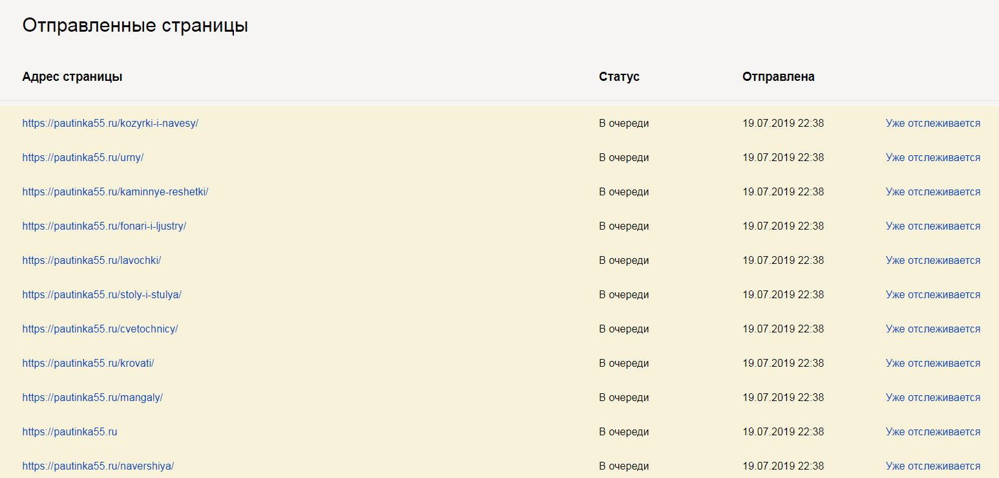 Отправленные страницы
Адрес страницы Статус Отправлена
https://pautinka55.ru/kozyrki-i-navesy/ В очереди 19.07.2019 22:38 Уже отслеживается
https://pautinka55.ru/urny/ В очереди 19.07.2019 22:38 Уже отслеживается
https://pautinka55.ru/kaminnye-reshetki/ В очереди 19.07.2019 22:38 Уже отслеживается
https://pautinka55.ru/fonari-i-ljustry/ В очереди 19.07.2019 22:38 Уже отслеживается
https://pautinka55.ru/lavochki/ В очереди 19.07.2019 22:38 Уже отслеживается
https://pautinka55.ru/stoly-i-stulya/ В очереди 19.07.2019 22:38 Уже отслеживается
https://pautinka55.ru/cvetochnicy/ В очереди 19.07.2019 22:38 Уже отслеживается
https://pautinka55.ru/krovati/ В очереди 19.07.2019 22:38 Уже отслеживается
https://pautinka55.ru/mangaly/ В очереди 19.07.2019 22:38 Уже отслеживается
https://pautinka55.ru В очереди 19.07.2019 22:38 Уже отслеживается
https://pautinka55.ru/navershiya/ В очереди 19.07.2019 22:38 Уже отслеживается